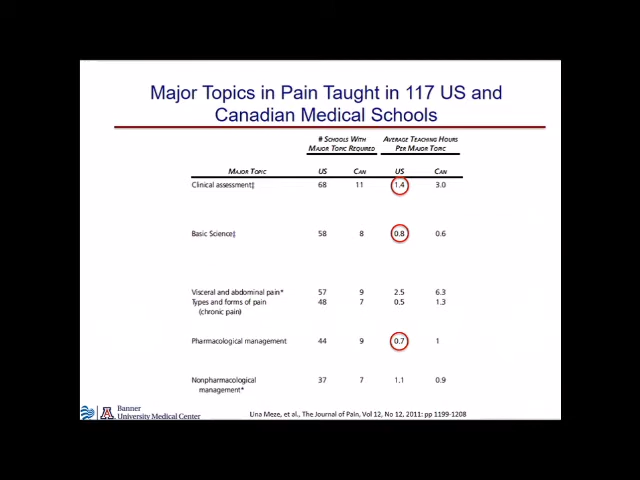 Major Topics in Pain Taught in 117 US and
Canadian Medical Schools
# SCHOOLS WITH MAJOR TOPIC REQUIRED AVERAGE TEACHING HOURS PER MAJOR TOPIC
MAJOR TOPIC US CAN US CAN
Clinical assessment‡ 68 11 1.4 3.0
Basic Science‡ 58 8 0.8 0.6
Visceral and abdominal pain* 57 9 2.5 6.3
Types and forms of pain 48 7 0.5 1.3
(chronic pain)
Pharmacological management 44 9 0.7 1
Nonpharmacological 37 7 1.1 0.9
management*
Banner
University Medical Center
Lina Meze, et al., The Journal of Pain, Vol 12, No 12, 2011: pp 1199-1208